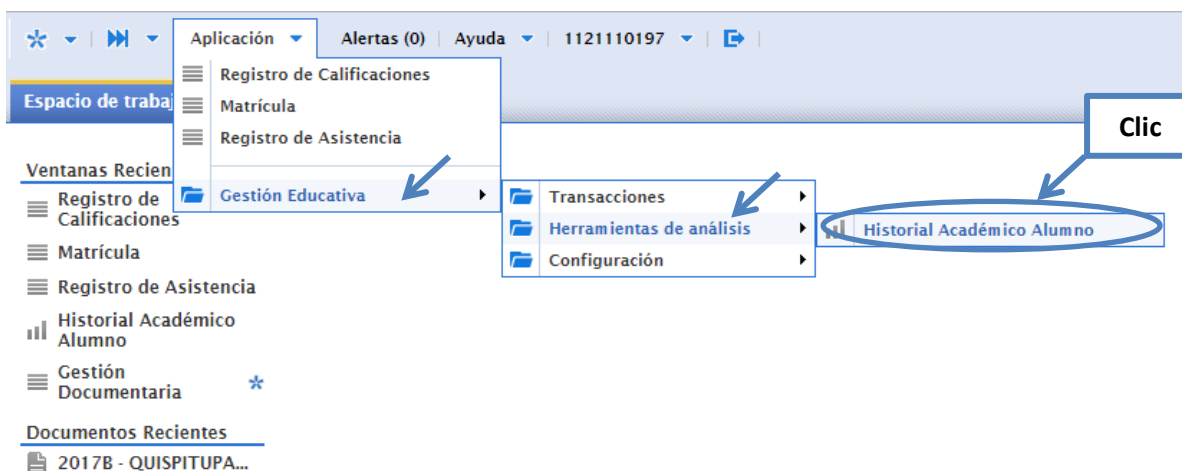 Aplicación Alertas (0) Ayuda 1121110197
Registro de Calificaciones
Matrícula
Registro de Asistencia
Gestión Educativa
Transacciones
Herramientas de análisis
Configuración
Historial Académico Alumno
Clic
Espacio de trabaj
Ventanas Recien
Registro de
Calificaciones
Matrícula
Registro de Asistencia
Historial Académico
Alumno
Gestión
Documentaria
Documentos Recientes
2017B - QUISPITUPA...